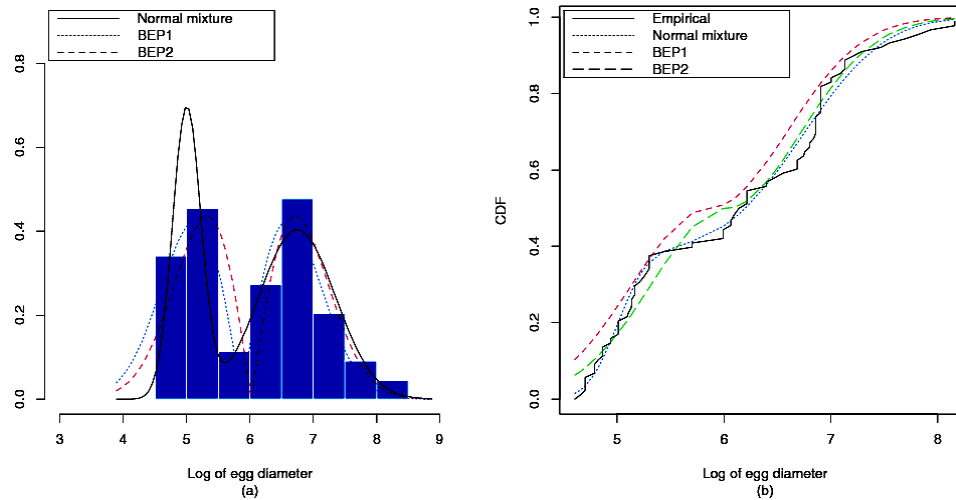 Normal mixture
BEP1
BEP2
0.8
0.6
0.4
0.2
0.0
3 4 5 6 7 8 9
Log of egg diameter
(a)
Empirical
Normal mixture
BEP1
BEP2
CDF
1.0
0.8
0.6
0.4
0.2
0.0
5 6 7 8
Log of egg diameter
(b)